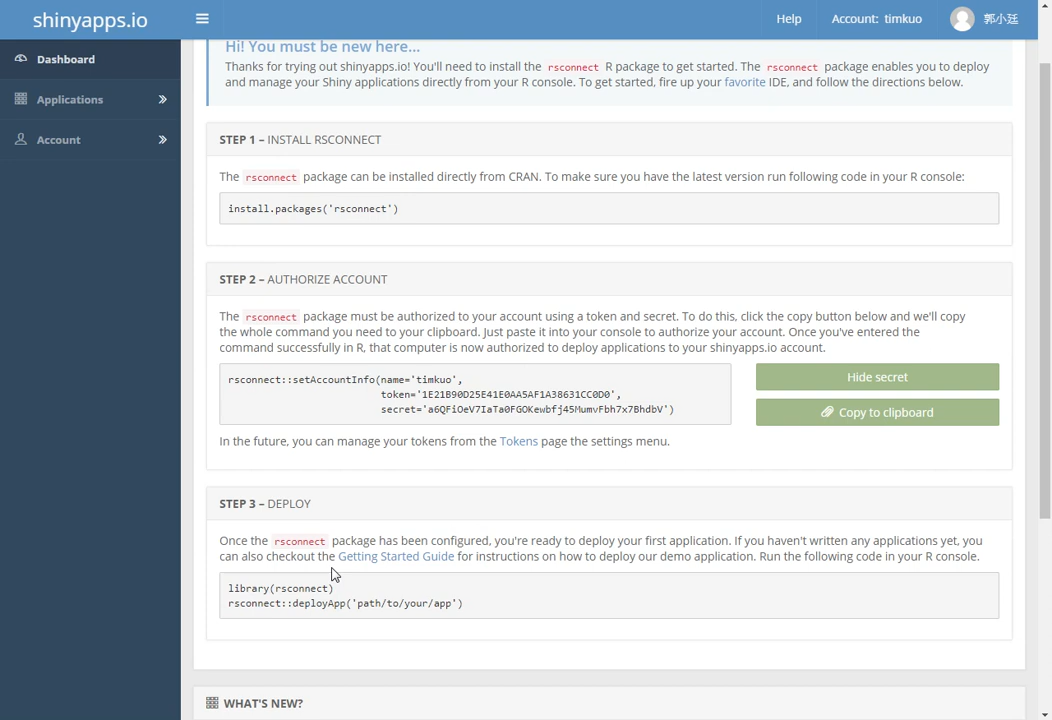 shinyapps.io
Help
Account: timkuo
郭小廷
Dashboard
Applications
Account
Hi! You must be new here...
Thanks for trying out shinyapps.io! You'll need to install the rsconnect R package to get started. The rsconnect package enables you to deploy
and manage your Shiny applications directly from your R console. To get started, fire up your favorite IDE, and follow the directions below.
STEP 1 – INSTALL RSCONNECT
The rsconnect package can be installed directly from CRAN. To make sure you have the latest version run following code in your R console:
install.packages('rsconnect')
STEP 2 – AUTHORIZE ACCOUNT
The rsconnect package must be authorized to your account using a token and secret. To do this, click the copy button below and we'll copy
the whole command you need to your clipboard. Just paste it into your console to authorize your account. Once you've entered the
command successfully in R, that computer is now authorized to deploy applications to your shinyapps.io account.
rsconnect::setAccountInfo(name='timkuo',
token='1E21B90D25E41E0AA5AF1A38631CC0D0',
secret='a6QFiOeV7IaTa0FGOKewbfj45MumvFbh7x7BhdbV')
Hide secret
Copy to clipboard
In the future, you can manage your tokens from the Tokens page the settings menu.
STEP 3 – DEPLOY
Once the rsconnect package has been configured, you're ready to deploy your first application. If you haven't written any applications yet, you
can also checkout the Getting Started Guide for instructions on how to deploy our demo application. Run the following code in your R console.
library(rsconnect)
rsconnect::deployApp('path/to/your/app')
WHAT'S NEW?